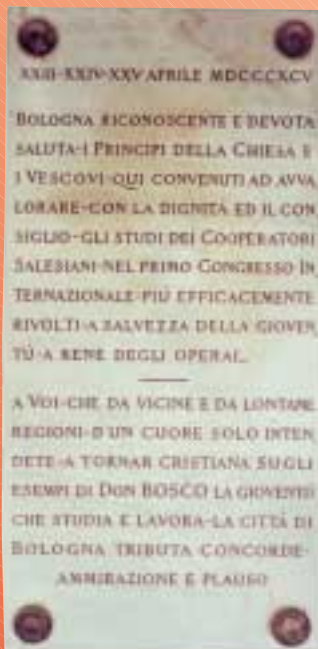 XXIII-XXIV-XXV APRILE MDCCCXCV
BOLOGNA RICONOSCENTE E DEVOTA
SALUTA-I PRINCIPI DELLA CHIESA E
I VESCOVI-QUI CONVENUTI AD AVVA
LORARE-CON LA DIGNITÀ ED IL CON
SIGLIO-GLI STUDI DEI COOPERATORI
SALESIANI-NEL PRIMO CONGRESSO IN
TERNAZIONALE-PIÙ EFFICACEMENTE
RIVOLTI-A SALVEZZA DELLA GIOVEN
TÙ-A BENE DEGLI OPERAI.
A VOI-CHE DA VICINE E DA LONTANE
REGIONI-D'UN CUORE SOLO INTEN
DETE-A TORNAR CRISTIANA SUGLI
ESEMPI DI DON BOSCO LA GIOVENTÙ
CHE STUDIA E LAVORA-LA CITTÀ DI
BOLOGNA TRIBUTA CONCORDE-
AMMIRAZIONE E PLAUSO